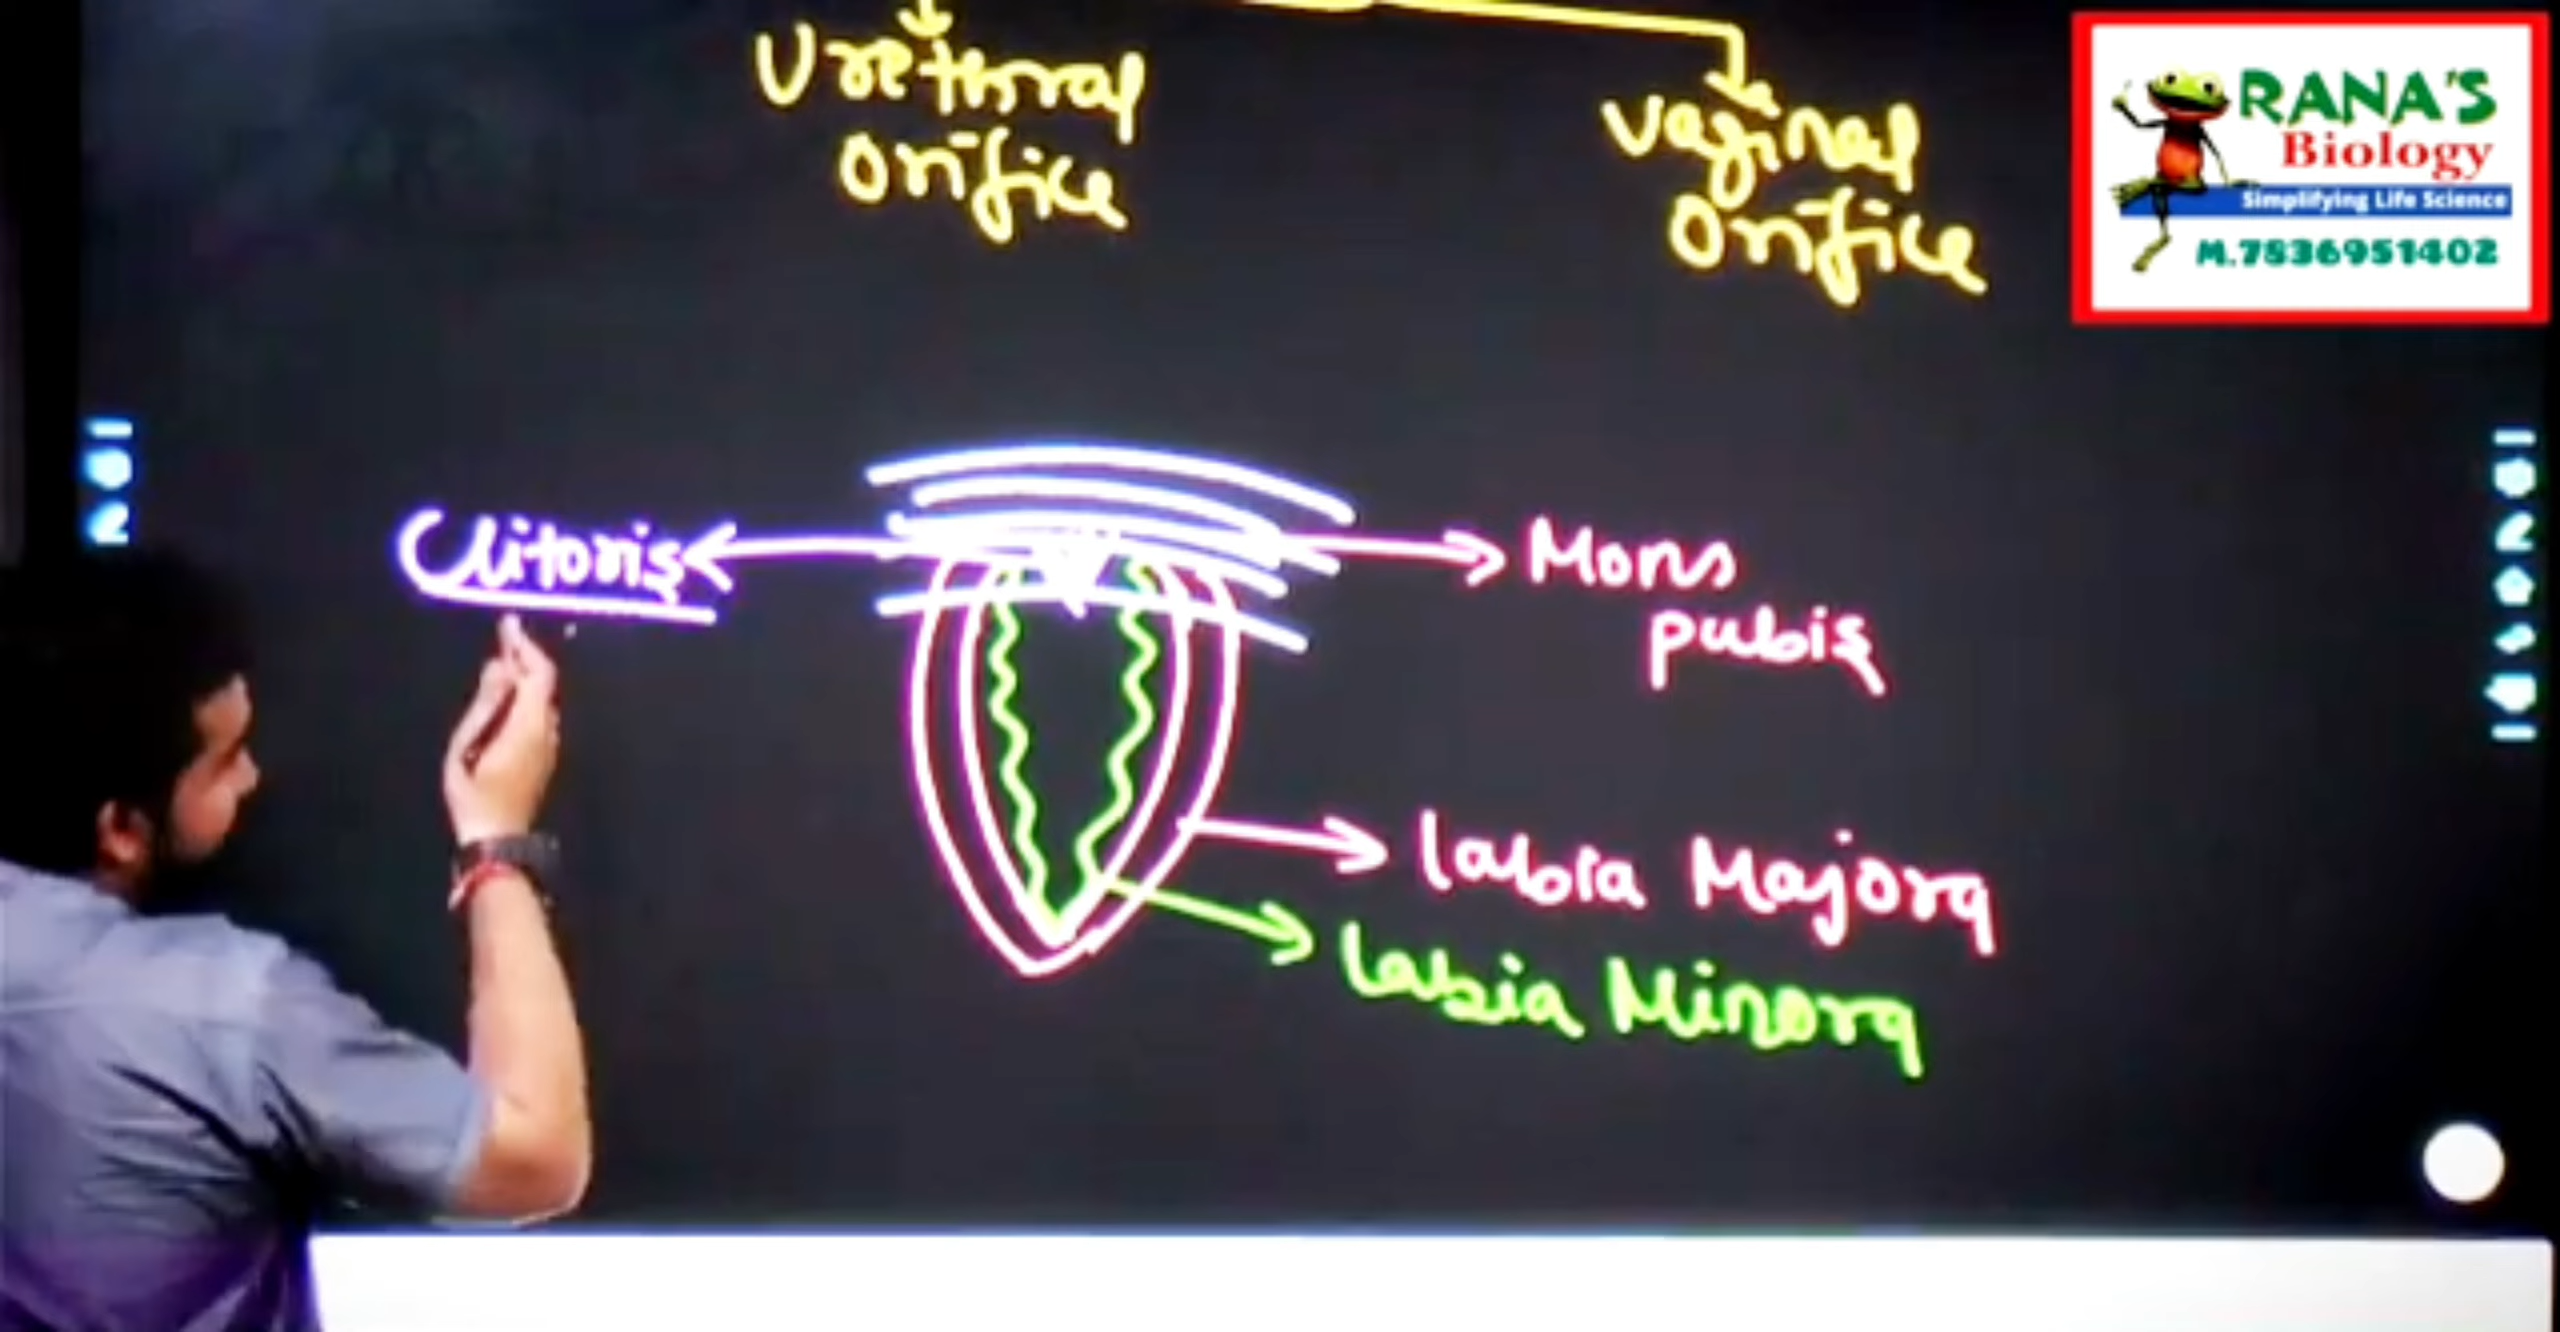 Urethral
orifice
Vaginal
orifice
RANA'S
Biology
Simplifying Life Science
M.7836951402
Clitoris
Mons
pubis
labia Majora
labia Minora